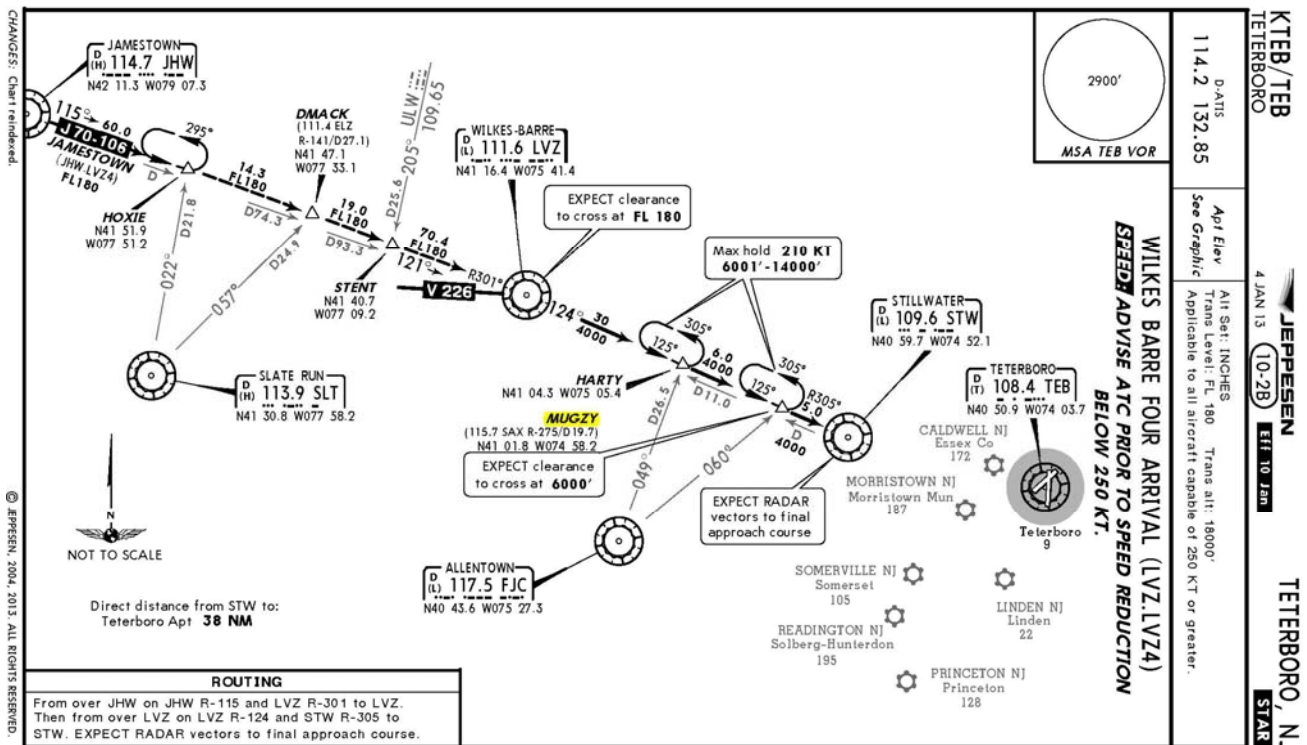 KTEB/TEB
TETERBORO
JEPPESEN
4 JAN 13
10-2B
Eff 10 Jan
TETERBORO, N.
STAR
D-ATIS
114.2 132.85
Apt Elev
See Graphic
Alt Set: INCHES
Trans Level: FL 180 Trans alt: 18000'
Applicable to all aircraft capable of 250 KT or greater.
WILKES BARRE FOUR ARRIVAL (LVZ.LVZ4)
SPEED: ADVISE ATC PRIOR TO SPEED REDUCTION
BELOW 250 KT.
2900'
MSA TEB VOR
JAMESTOWN
D
(H) 114.7 JHW
N42 11.3 W079 07.3
115°
60.0
J 70-106
JAMESTOWN
(JHW.LVZ4)
FL180
295°
D
HOXIE
N41 51.9
W077 51.2
D21.8
022°
14.3
FL180
D74.3
DMACK
(111.4 ELZ
R-141/D27.1)
N41 47.1
W077 33.1
D24.9
057°
SLATE RUN
D
(H) 113.9 SLT
N41 30.8 W077 58.2
19.0
FL180
D93.3
ULW
109.65
205°
D25.6
STENT
N41 40.7
W077 09.2
70.4
FL180
121°
R301°
V 226
WILKES-BARRE
D
(L) 111.6 LVZ
N41 16.4 W075 41.4
EXPECT clearance
to cross at FL 180
124°
30
4000
Max hold 210 KT
6001'-14000'
305°
125°
HARTY
N41 04.3 W075 05.4
6.0
4000
D11.0
305°
125°
R305°
5.0
D
4000
MUGZY
(115.7 SAX R-275/D19.7)
N41 01.8 W074 58.2
EXPECT clearance
to cross at 6000'
D26.5
049°
060°
ALLENTOWN
D
(L) 117.5 FJC
N40 43.6 W075 27.3
STILLWATER
D
(L) 109.6 STW
N40 59.7 W074 52.1
EXPECT RADAR
vectors to final
approach course
TETERBORO
D
(T) 108.4 TEB
N40 50.9 W074 03.7
CALDWELL NJ
Essex Co
172
MORRISTOWN NJ
Morristown Mun
187
Teterboro
9
SOMERVILLE NJ
Somerset
105
LINDEN NJ
Linden
22
READINGTON NJ
Solberg-Hunterdon
195
PRINCETON NJ
Princeton
128
N
NOT TO SCALE
Direct distance from STW to:
Teterboro Apt 38 NM
ROUTING
From over JHW on JHW R-115 and LVZ R-301 to LVZ.
Then from over LVZ on LVZ R-124 and STW R-305 to
STW. EXPECT RADAR vectors to final approach course.
CHANGES: Chart reindexed.
© JEPPESEN, 2004, 2013. ALL RIGHTS RESERVED.